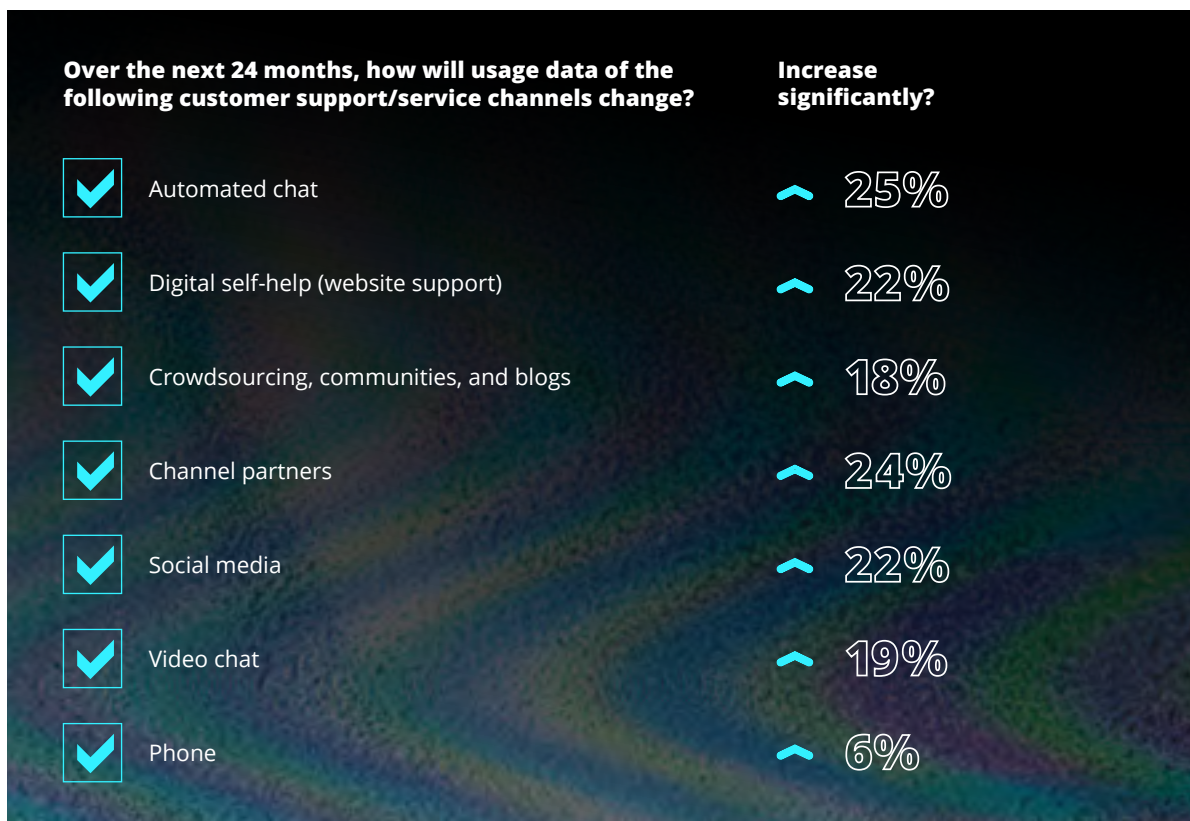 Over the next 24 months, how will usage data of the
following customer support/service channels change?
Increase
significantly?
Automated chat
25%
Digital self-help (website support)
22%
Crowdsourcing, communities, and blogs
18%
Channel partners
24%
Social media
22%
Video chat
19%
Phone
6%